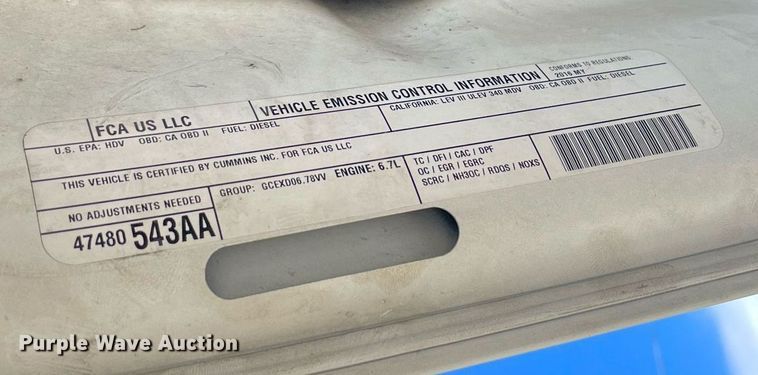 FCA US LLC
VEHICLE EMISSION CONTROL INFORMATION
CONFORMS TO REGULATIONS:
2016 MY
U.S. EPA: HDV OBD: CA OBD II FUEL: DIESEL
CALIFORNIA: LEV III ULEV 340 MDV OBD: CA OBD II FUEL: DIESEL
THIS VEHICLE IS CERTIFIED BY CUMMINS INC. FOR FCA US LLC
NO ADJUSTMENTS NEEDED
47480 543AA
GROUP: GCEXD06.78VV ENGINE: 6.7L
TC / DFI / CAC / DPF
OC / EGR / EGRC
SCRC / NH3OC / RDOS / NOXS
Purple Wave Auction